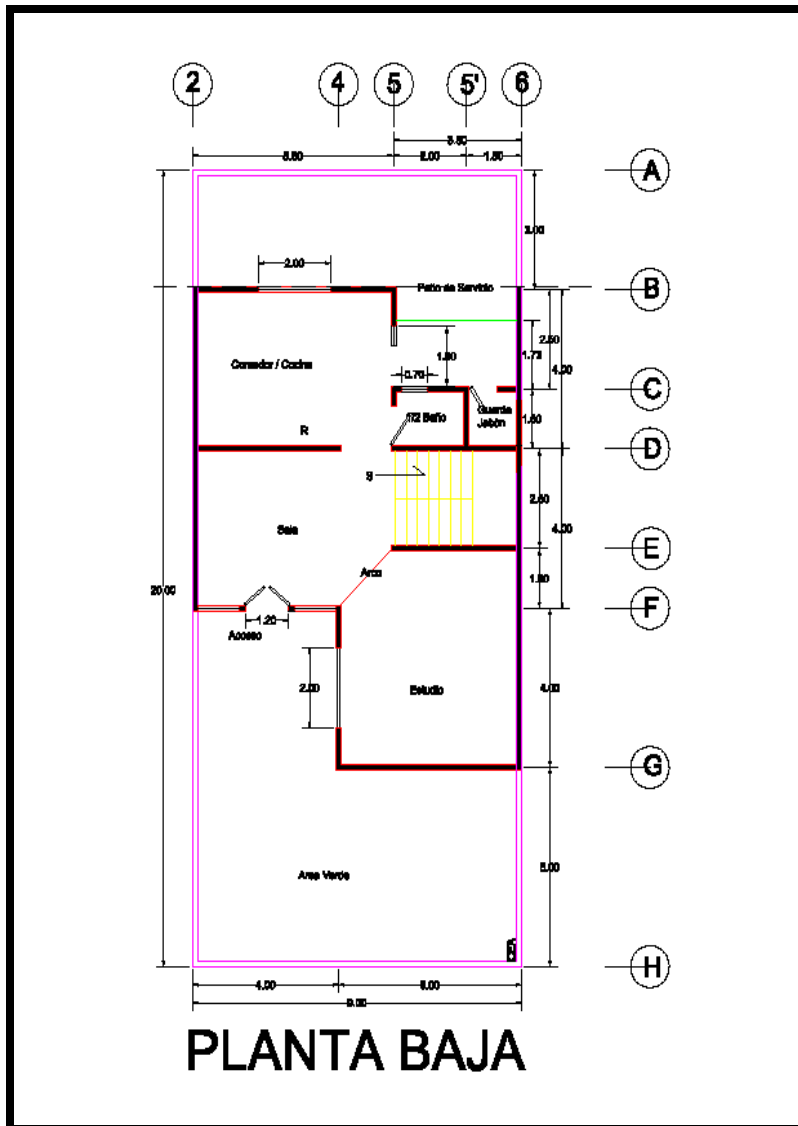 2 4 5 5' 6
3.50
5.50 2.00 1.50
A
3.00
2.00
Patio de Servicio
B
2.50
1.73
1.50
4.00
Comedor / Cocina
0.70
C
1/2 Baño
Guarda
Jabón
1.50
R
D
S
2.50
Sala
4.00
E
Arco
1.50
20.00
F
1.20
Acceso
2.00
Estudio
4.00
G
5.00
Area Verde
H
4.00 5.00
9.00
PLANTA BAJA